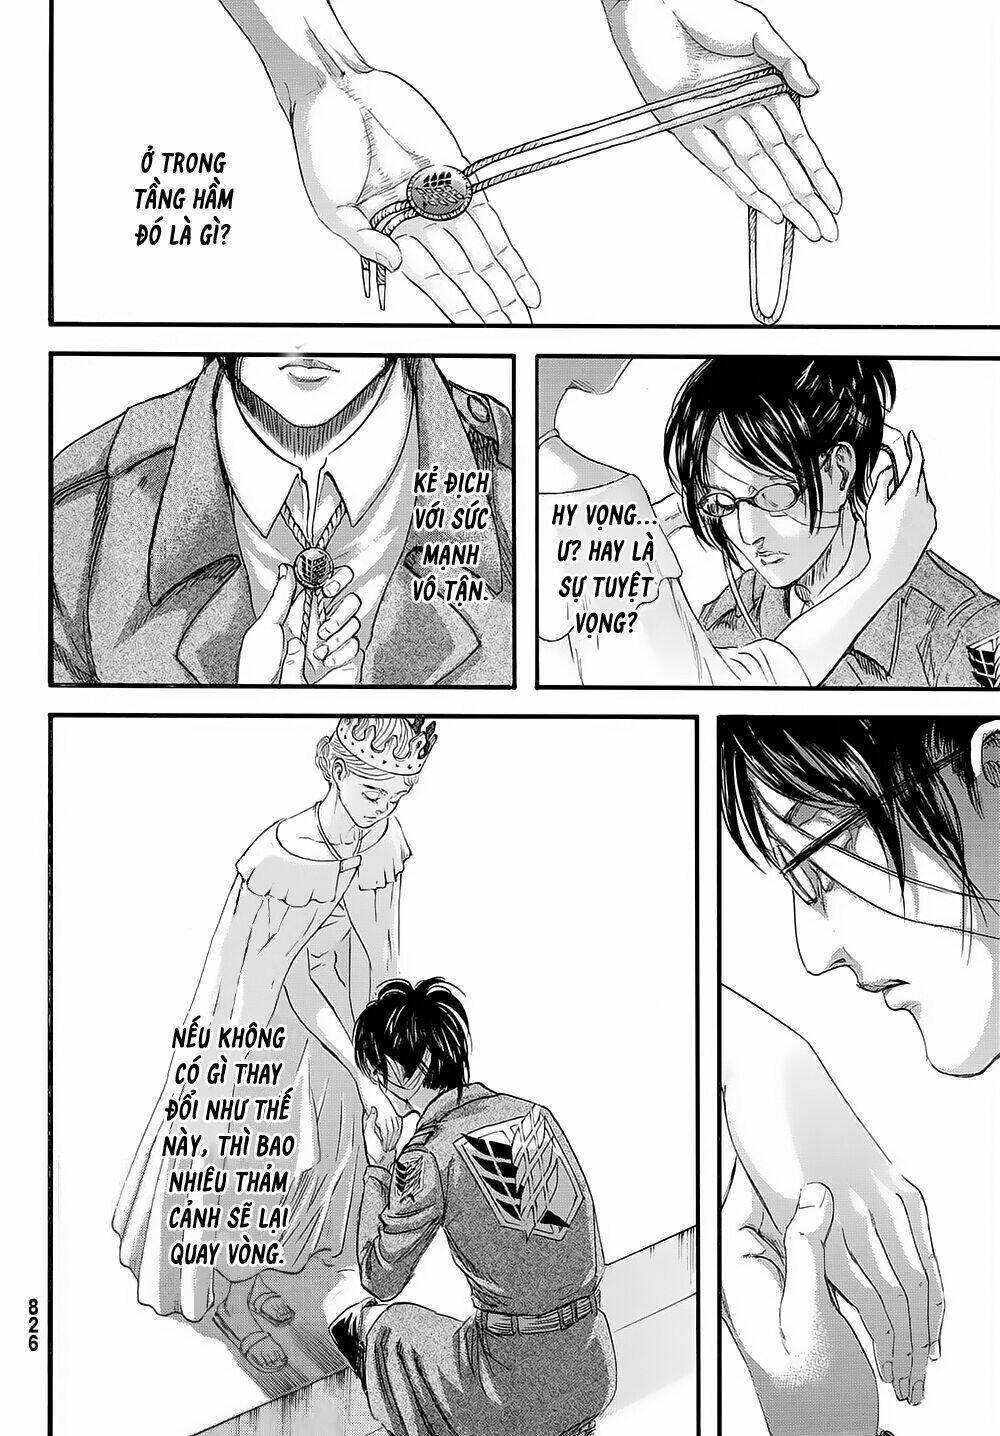 Ở TRONG
TẦNG HẦM
ĐÓ LÀ GÌ?
HY VỌNG...
Ư? HAY LÀ
SỰ TUYỆT
VỌNG?
KẺ ĐỊCH
VỚI SỨC
MẠNH
VÔ TẬN.
NẾU KHÔNG
CÓ GÌ THAY
ĐỔI NHƯ THẾ
NÀY, THÌ BAO
NHIÊU THẢM
CẢNH SẼ LẠI
QUAY VÒNG.
826